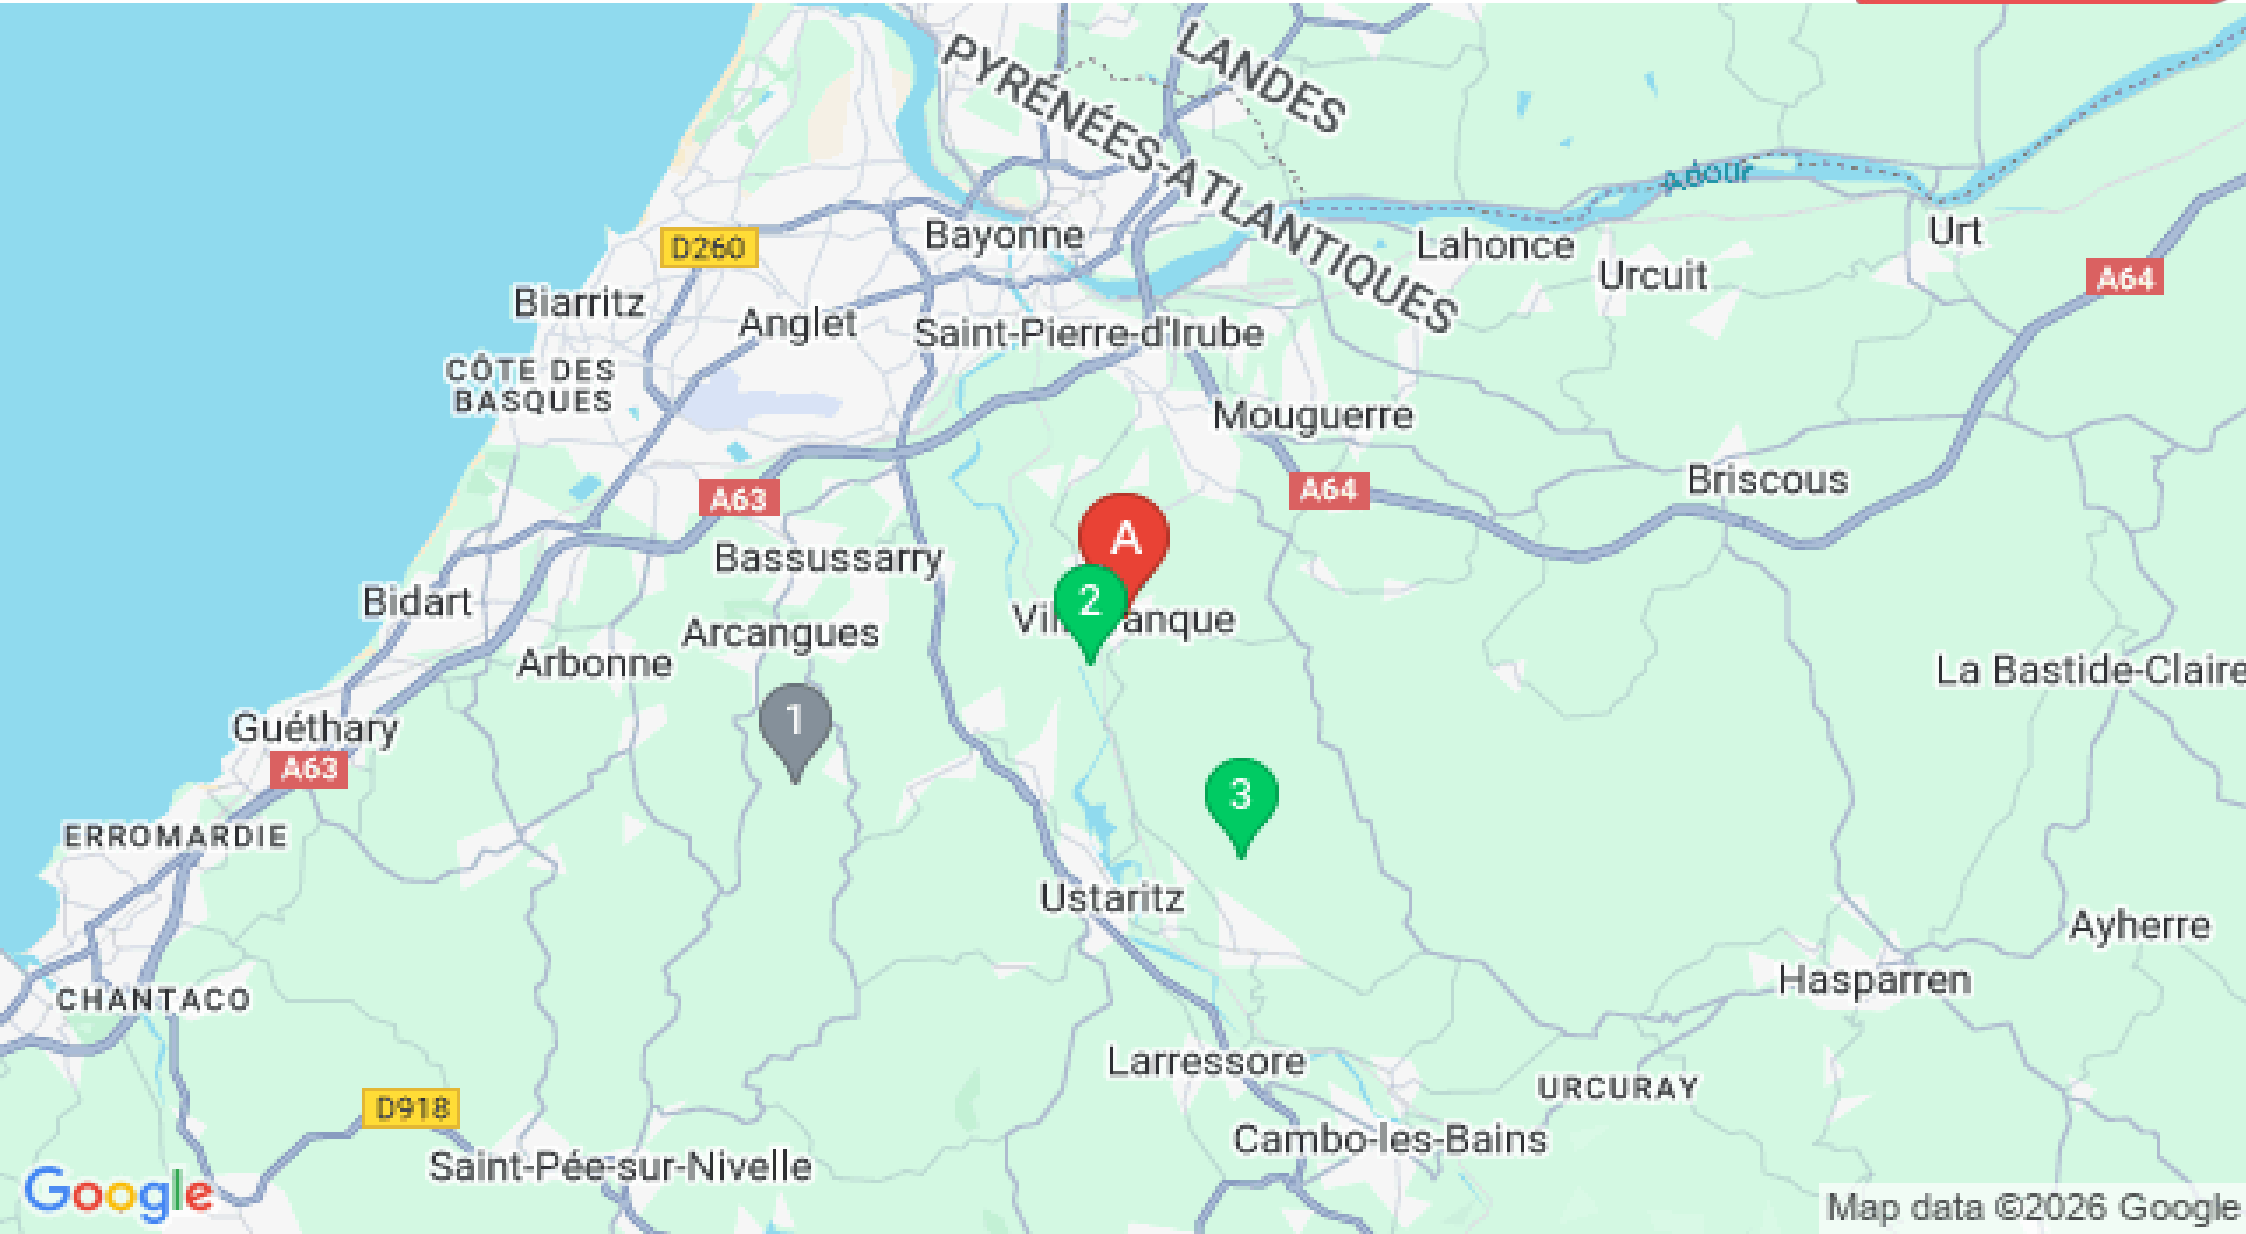 PYRÉNÉES-ATLANTIQUES
LANDES
Adour
D260
Bayonne
Lahonce
Urt
Urcuit
A64
Biarritz
Anglet
Saint-Pierre-d'Irube
CÔTE DES
BASQUES
Mouguerre
A63
A64
Briscous
A
Bassussarry
Bidart
2
Vil
anque
Arcangues
Arbonne
La Bastide-Claire
Guéthary
1
A63
3
ERROMARDIE
Ustaritz
Ayherre
Hasparren
CHANTACO
Larressore
URCURAY
D918
Cambo-les-Bains
Saint-Pée-sur-Nivelle
Google
Map data ©2026 Google